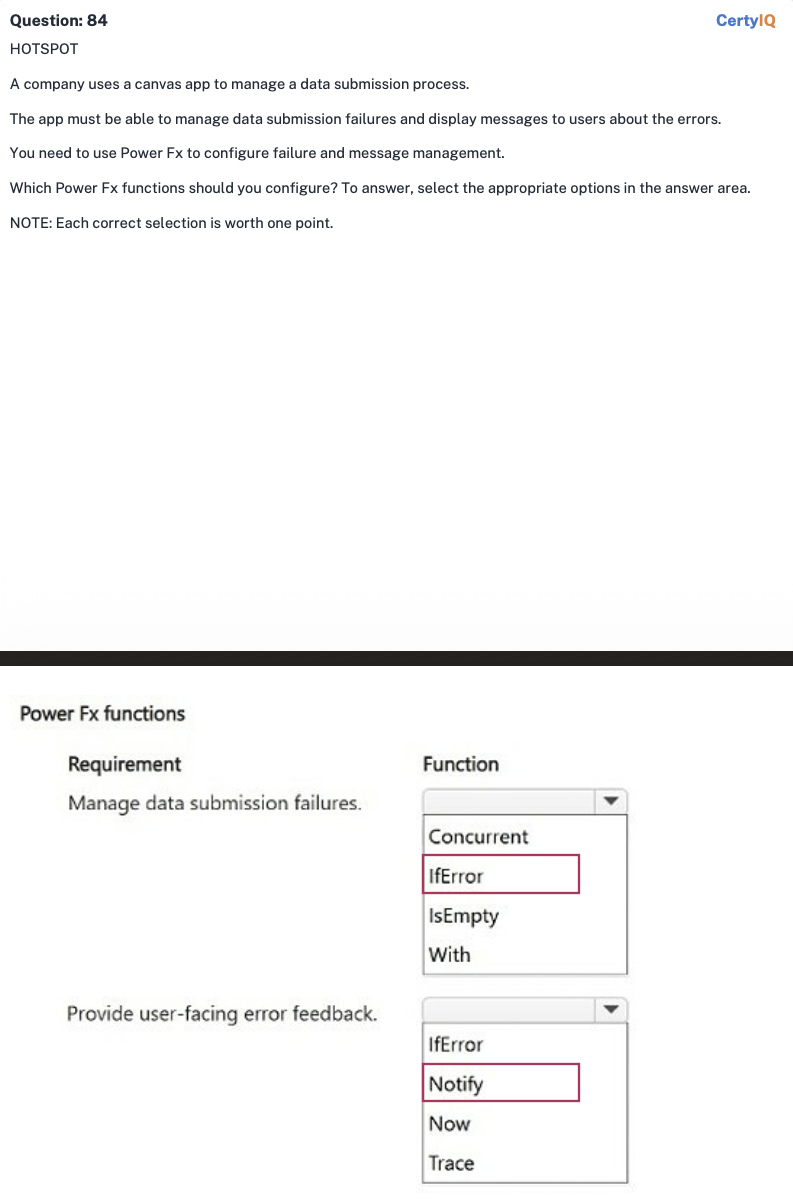 Question: 84
CertyIQ
HOTSPOT
A company uses a canvas app to manage a data submission process.
The app must be able to manage data submission failures and display messages to users about the errors.
You need to use Power Fx to configure failure and message management.
Which Power Fx functions should you configure? To answer, select the appropriate options in the answer area.
NOTE: Each correct selection is worth one point.
Power Fx functions
Requirement
Function
Manage data submission failures.
Concurrent
IfError
IsEmpty
With
Provide user-facing error feedback.
IfError
Notify
Now
Trace